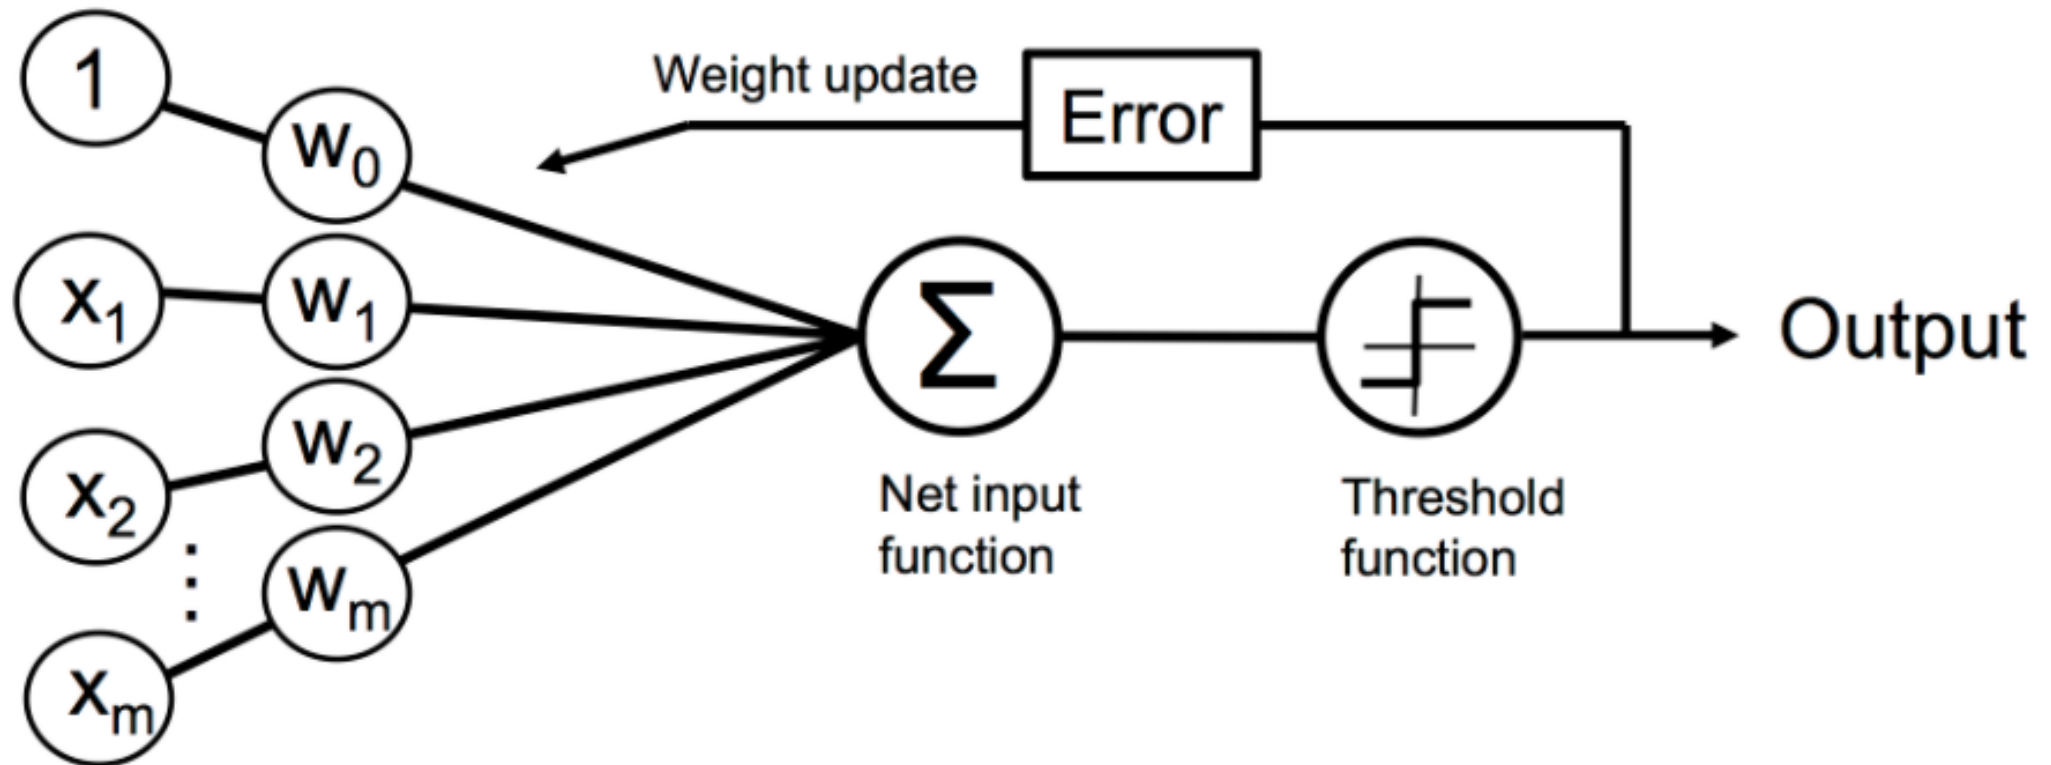 1
w₀
Weight update
Error
x₁
w₁
Σ
Output
x₂
w₂
Net input
function
Threshold
function
⋮
wₘ
xₘ